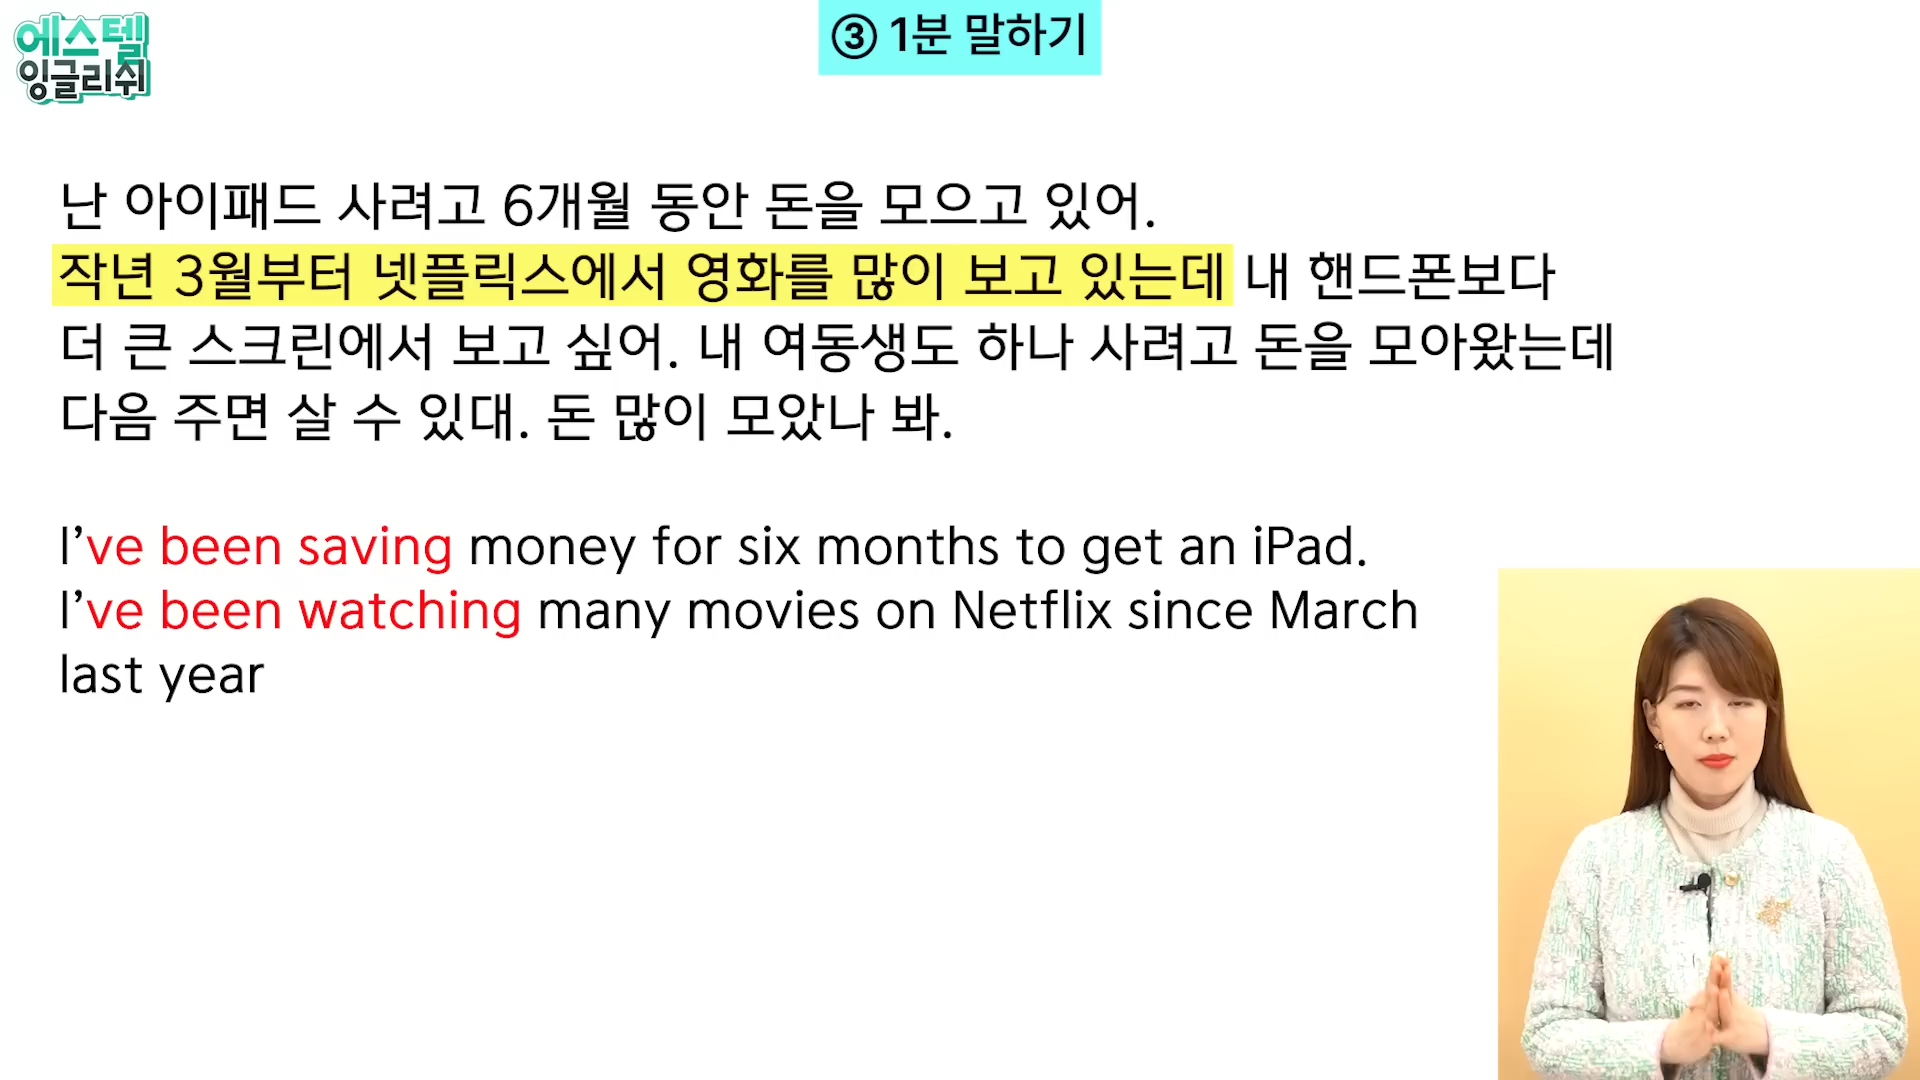 에스텔
잉글리쉬
③ 1분 말하기
난 아이패드 사려고 6개월 동안 돈을 모으고 있어.
작년 3월부터 넷플릭스에서 영화를 많이 보고 있는데 내 핸드폰보다
더 큰 스크린에서 보고 싶어. 내 여동생도 하나 사려고 돈을 모아왔는데
다음 주면 살 수 있대. 돈 많이 모았나 봐.
I’ve been saving money for six months to get an iPad.
I’ve been watching many movies on Netflix since March
last year